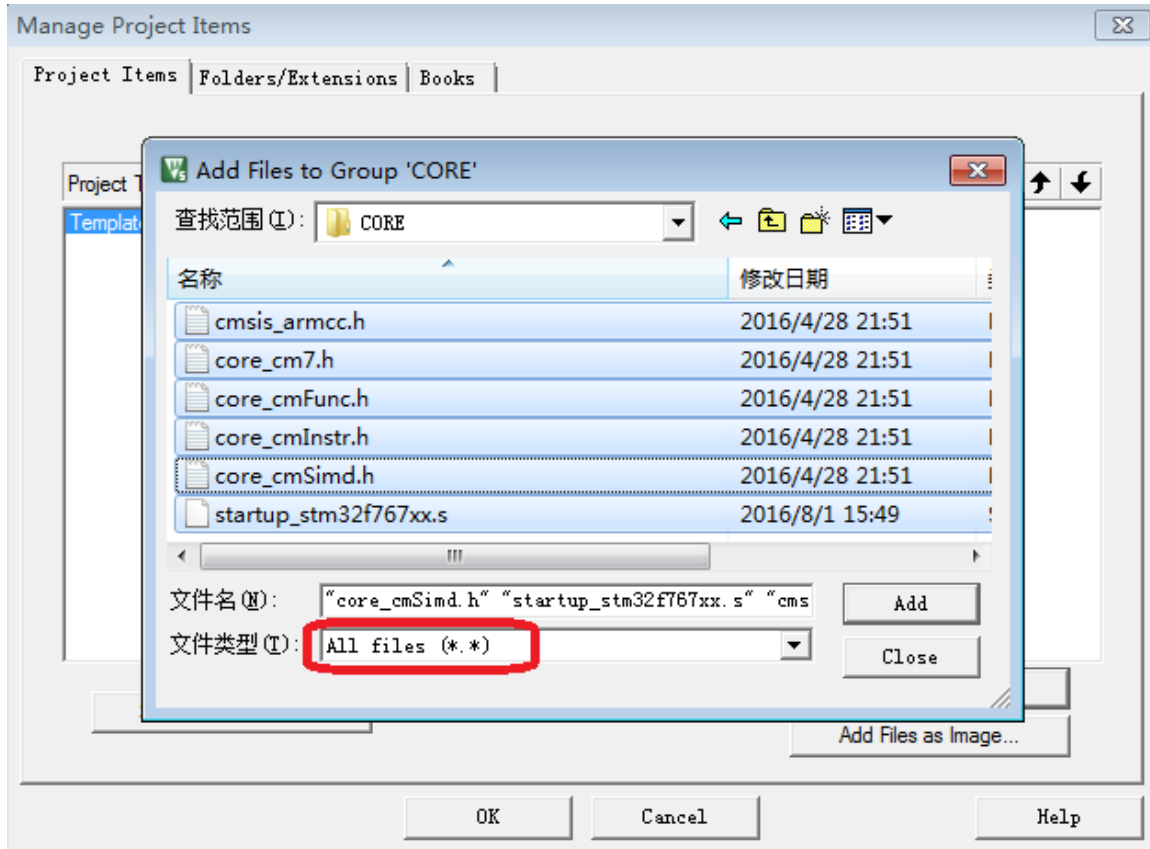 Manage Project Items
Project Items Folders/Extensions Books
Add Files to Group 'CORE'
Project
Templat
查找范围(I): CORE
名称 修改日期
cmsis_armcc.h 2016/4/28 21:51
core_cm7.h 2016/4/28 21:51
core_cmFunc.h 2016/4/28 21:51
core_cmInstr.h 2016/4/28 21:51
core_cmSimd.h 2016/4/28 21:51
startup_stm32f767xx.s 2016/8/1 15:49
文件名(N): "core_cmSimd.h" "startup_stm32f767xx.s" "cms Add
文件类型(T): All files (*.*) Close
Add Files as Image...
OK Cancel Help